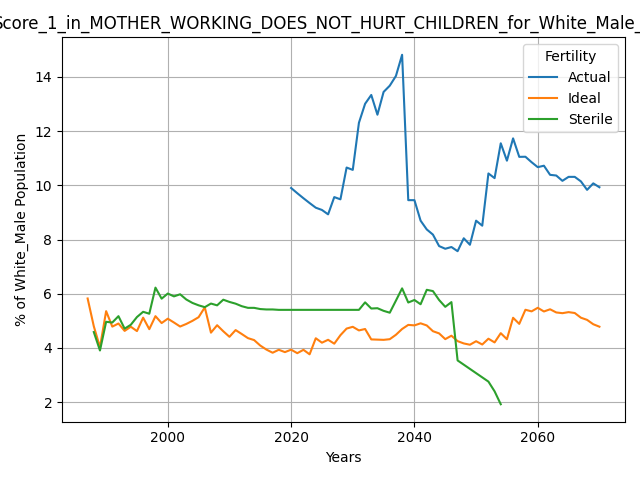 Score_1_in_MOTHER_WORKING_DOES_NOT_HURT_CHILDREN_for_White_Male_
Fertility
Actual
Ideal
Sterile
% of White_Male Population
14
12
10
8
6
4
2
2000 2020 2040 2060
Years